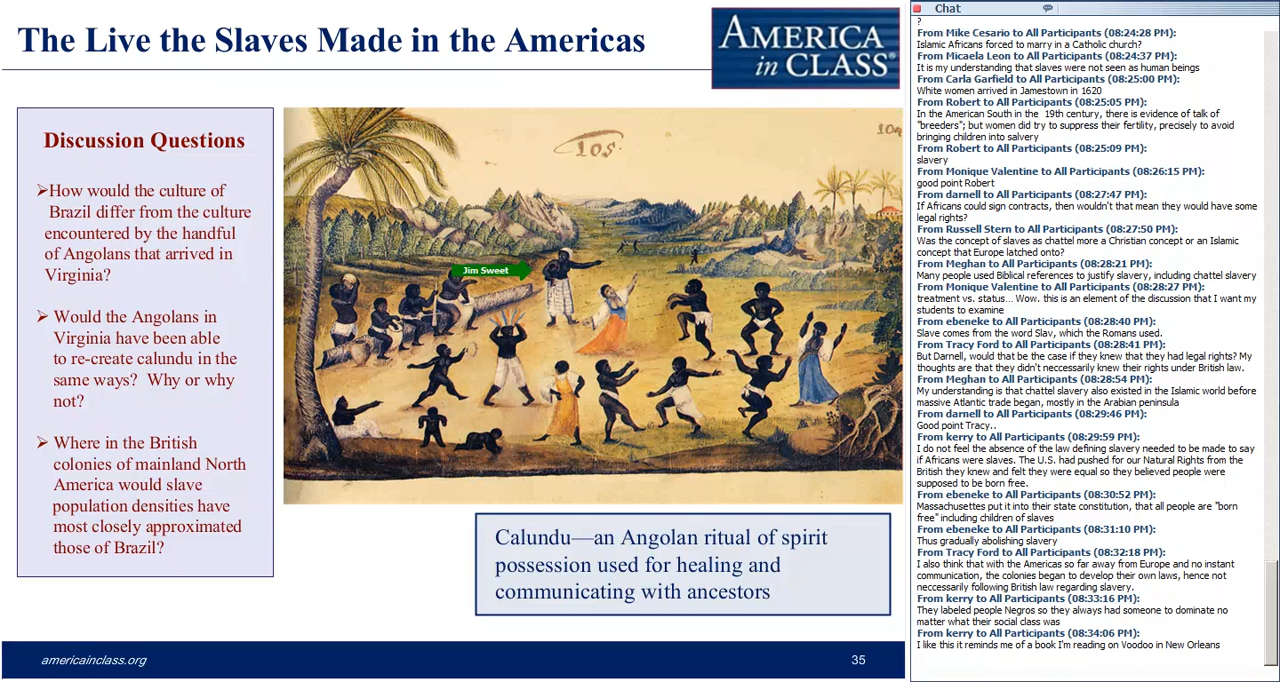 The Live the Slaves Made in the Americas
AMERICA
in CLASS®
Discussion Questions
➢How would the culture of
Brazil differ from the culture
encountered by the handful
of Angolans that arrived in
Virginia?
➢ Would the Angolans in
Virginia have been able
to re-create calundu in the
same ways? Why or why
not?
➢ Where in the British
colonies of mainland North
America would slave
population densities have
most closely approximated
those of Brazil?
105.
Jim Sweet
Calundu—an Angolan ritual of spirit
possession used for healing and
communicating with ancestors
americainclass.org
35
Chat
?
From Mike Cesario to All Participants (08:24:28 PM):
Islamic Africans forced to marry in a Catholic church?
From Micaela Leon to All Participants (08:24:37 PM):
It is my understanding that slaves were not seen as human beings
From Carla Garfield to All Participants (08:25:00 PM):
White women arrived in Jamestown in 1620
From Robert to All Participants (08:25:05 PM):
In the American South in the 19th century, there is evidence of talk of
"breeders"; but women did try to suppress their fertility, precisely to avoid
bringing children into salvery
From Robert to All Participants (08:25:09 PM):
slavery
From Monique Valentine to All Participants (08:26:15 PM):
good point Robert
From darnell to All Participants (08:27:47 PM):
If Africans could sign contracts, then wouldn't that mean they would have some
legal rights?
From Russell Stern to All Participants (08:27:50 PM):
Was the concept of slaves as chattel more a Christian concept or an Islamic
concept that Europe latched onto?
From Meghan to All Participants (08:28:21 PM):
Many people used Biblical references to justify slavery, including chattel slavery
From Monique Valentine to All Participants (08:28:27 PM):
treatment vs. status... Wow. this is an element of the discussion that I want my
students to examine
From ebeneke to All Participants (08:28:40 PM):
Slave comes from the word Slav, which the Romans used.
From Tracy Ford to All Participants (08:28:41 PM):
But Darnell, would that be the case if they knew that they had legal rights? My
thoughts are that they didn't neccessarily knew their rights under British law.
From Meghan to All Participants (08:28:54 PM):
My understanding is that chattel slavery also existed in the Islamic world before
massive Atlantic trade began, mostly in the Arabian peninsula
From darnell to All Participants (08:29:46 PM):
Good point Tracy..
From kerry to All Participants (08:29:59 PM):
I do not feel the absence of the law defining slavery needed to be made to say
if Africans were slaves. The U.S. had pushed for our Natural Rights from the
British they knew and felt they were equal so they believed people were
supposed to be born free.
From ebeneke to All Participants (08:30:52 PM):
Massachusettes put it into their state constitution, that all people are "born
free" including children of slaves
From ebeneke to All Participants (08:31:10 PM):
Thus gradually abolishing slavery
From Tracy Ford to All Participants (08:32:18 PM):
I also think that with the Americas so far away from Europe and no instant
communication, the colonies began to develop their own laws, hence not
neccessarily following British law regarding slavery.
From kerry to All Participants (08:33:16 PM):
They labeled people Negros so they always had someone to dominate no
matter what their social class was
From kerry to All Participants (08:34:06 PM):
I like this it reminds me of a book I'm reading on Voodoo in New Orleans